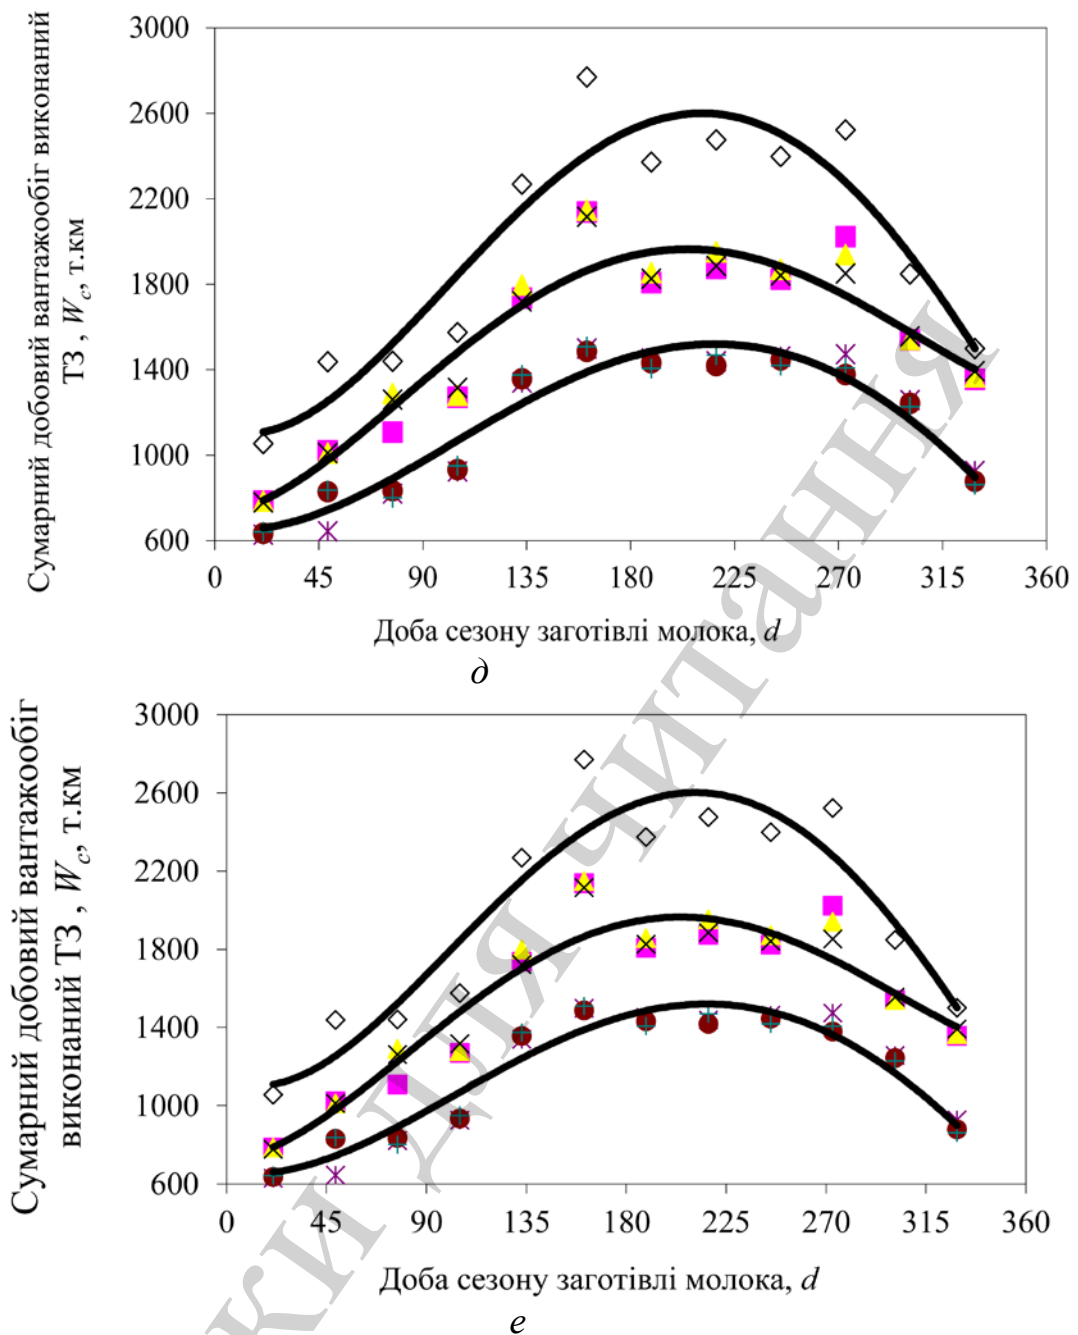 3000
2600
2200
1800
1400
1000
600
0 45 90 135 180 225 270 315 360
Сумарний добовий вантажообіг виконаний
ТЗ , Wc, т.км
Доба сезону заготівлі молока, d
д
3000
2600
2200
1800
1400
1000
600
0 45 90 135 180 225 270 315 360
Сумарний добовий вантажообіг
виконаний ТЗ , Wc, т.км
Доба сезону заготівлі молока, d
е
ки для читання